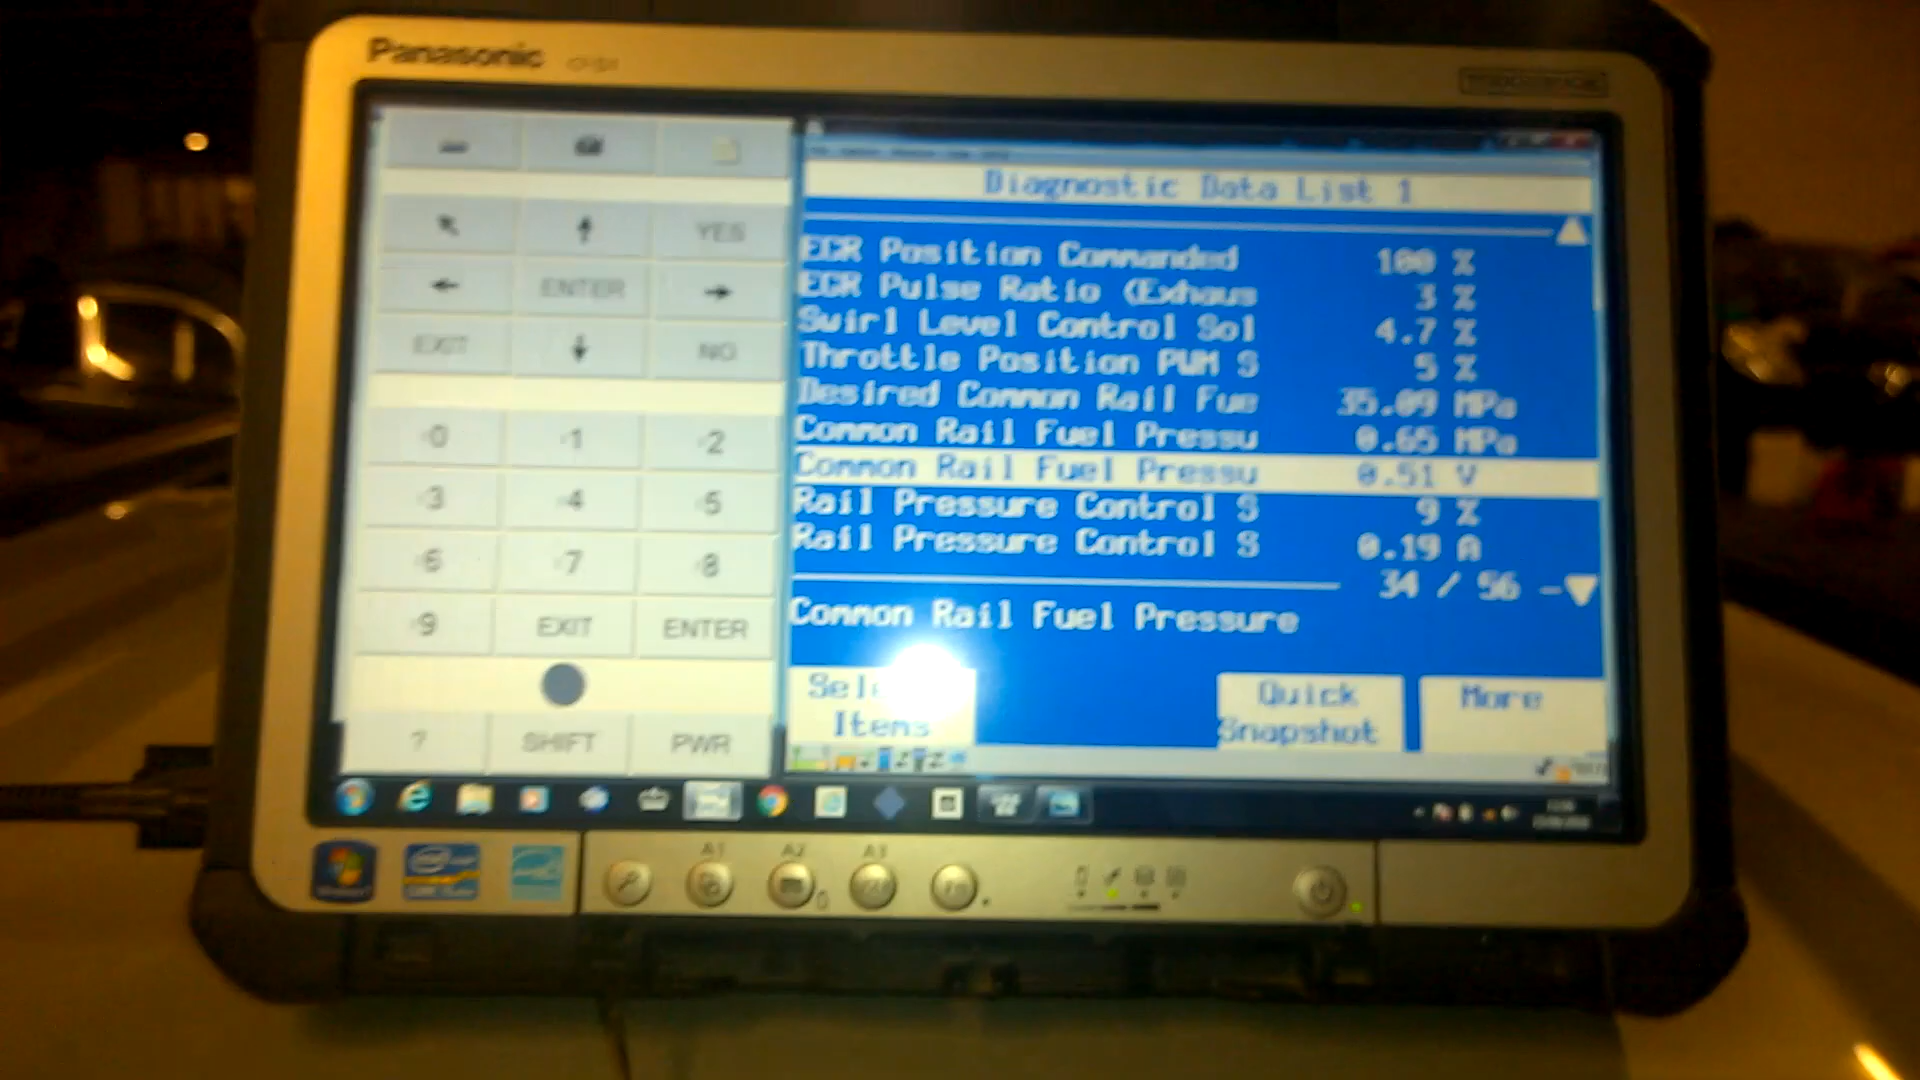 Panasonic
Diagnostic Data List 1
EGR Position Commanded 100 %
EGR Pulse Ratio (Exhaus 3 %
Swirl Level Control Sol 4.7 %
Throttle Position PWM S 5 %
Desired Common Rail Fue 35.09 MPa
Common Rail Fuel Pressu 0.65 MPa
Common Rail Fuel Pressu 0.51 V
Rail Pressure Control S 9 %
Rail Pressure Control S 0.19 A
34 / 56
Common Rail Fuel Pressure
Items
Quick
Snapshot
More
YES
ENTER
EXIT
NO
0 1 2
3 4 5
6 7 8
9 EXIT ENTER
? SHIFT PWR
A1 A2 A3